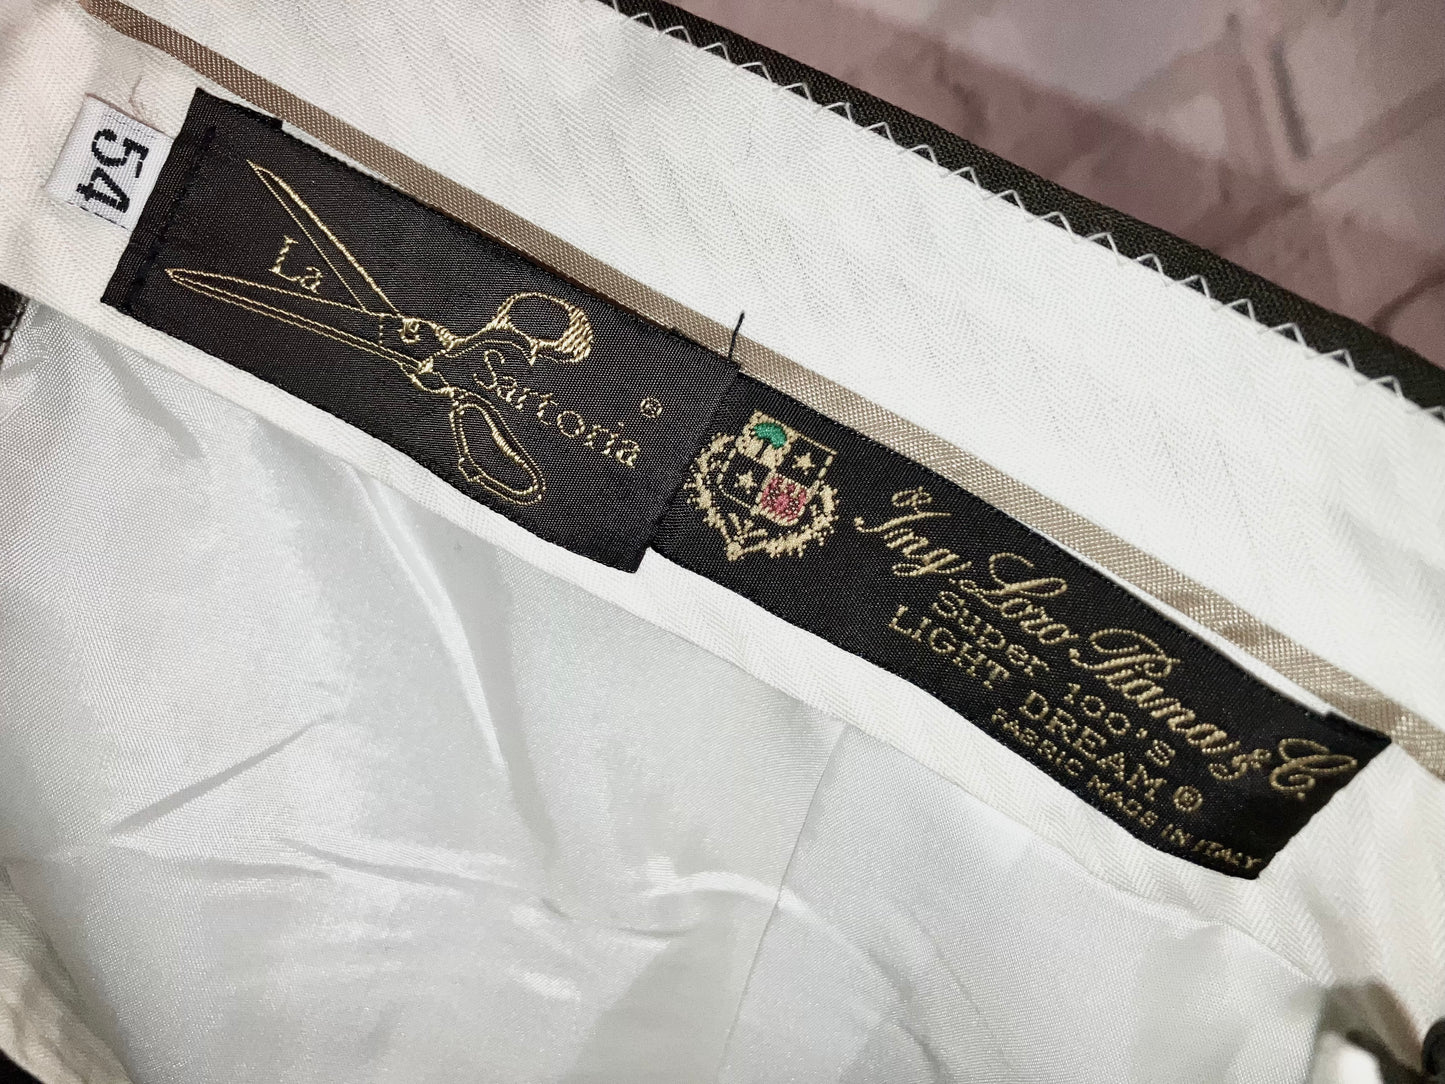 54
La
Sartoria ®
Ing Loro Piana & C.
Super 100's
LIGHT DREAM ®
FABRIC MADE IN ITALY